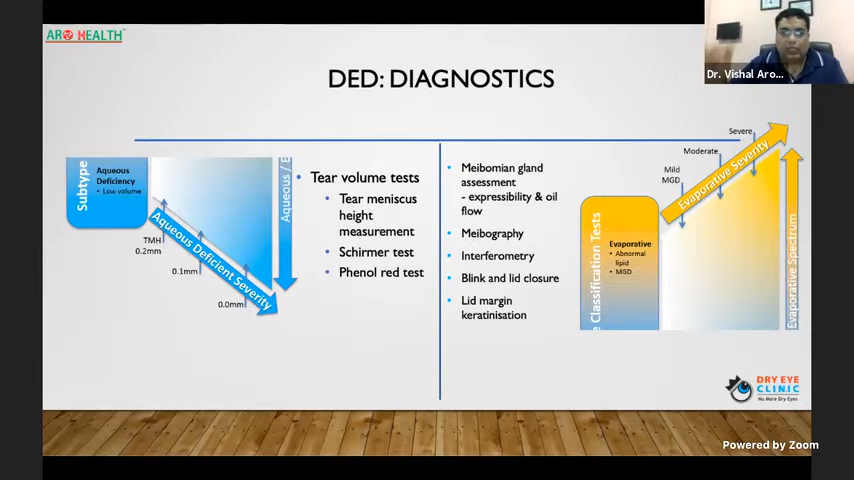 ARO HEALTH
Dr. Vishal Aro...
DED: DIAGNOSTICS
Subtype
Aqueous
Deficiency
• Low volume
TMH
0.2mm
0.1mm
0.0mm
Aqueous Deficient Severity
Aqueous / E
• Tear volume tests
• Tear meniscus
height
measurement
• Schirmer test
• Phenol red test
• Meibomian gland
assessment
- expressibility & oil
flow
• Meibography
• Interferometry
• Blink and lid closure
• Lid margin
keratinisation
e Classification Tests
Evaporative
• Abnormal
lipid
• MGD
Mild
MGD
Moderate
Severe
Evaporative Severity
Evaporative Spectrum
DRY EYE
CLINIC
No More Dry Eyes
Powered by Zoom